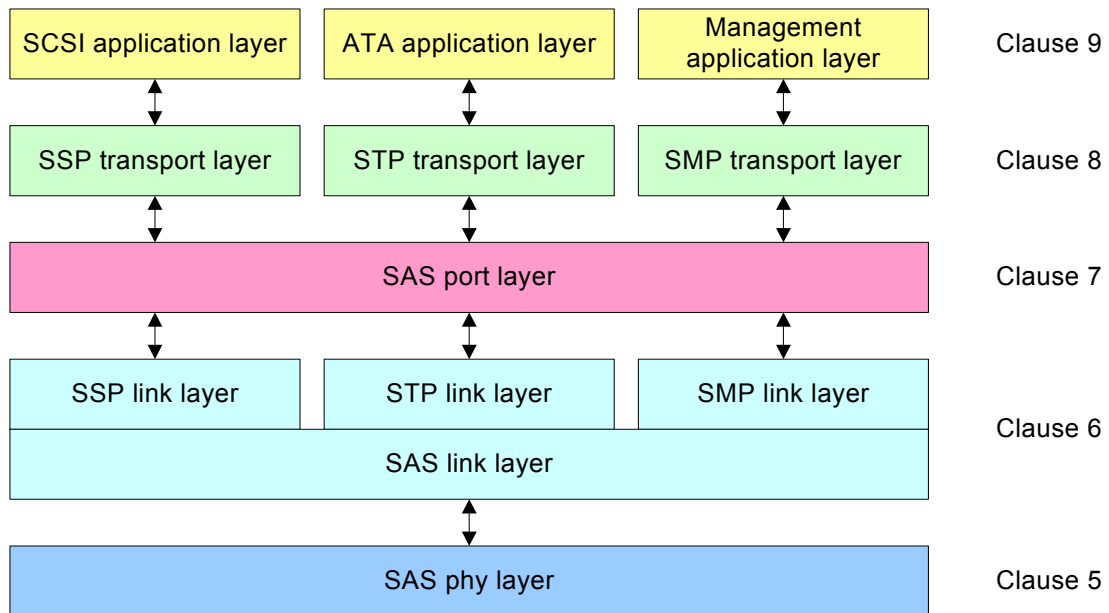 SCSI application layer
ATA application layer
Management
application layer
Clause 9
SSP transport layer
STP transport layer
SMP transport layer
Clause 8
SAS port layer
Clause 7
SSP link layer
STP link layer
SMP link layer
Clause 6
SAS link layer
SAS phy layer
Clause 5